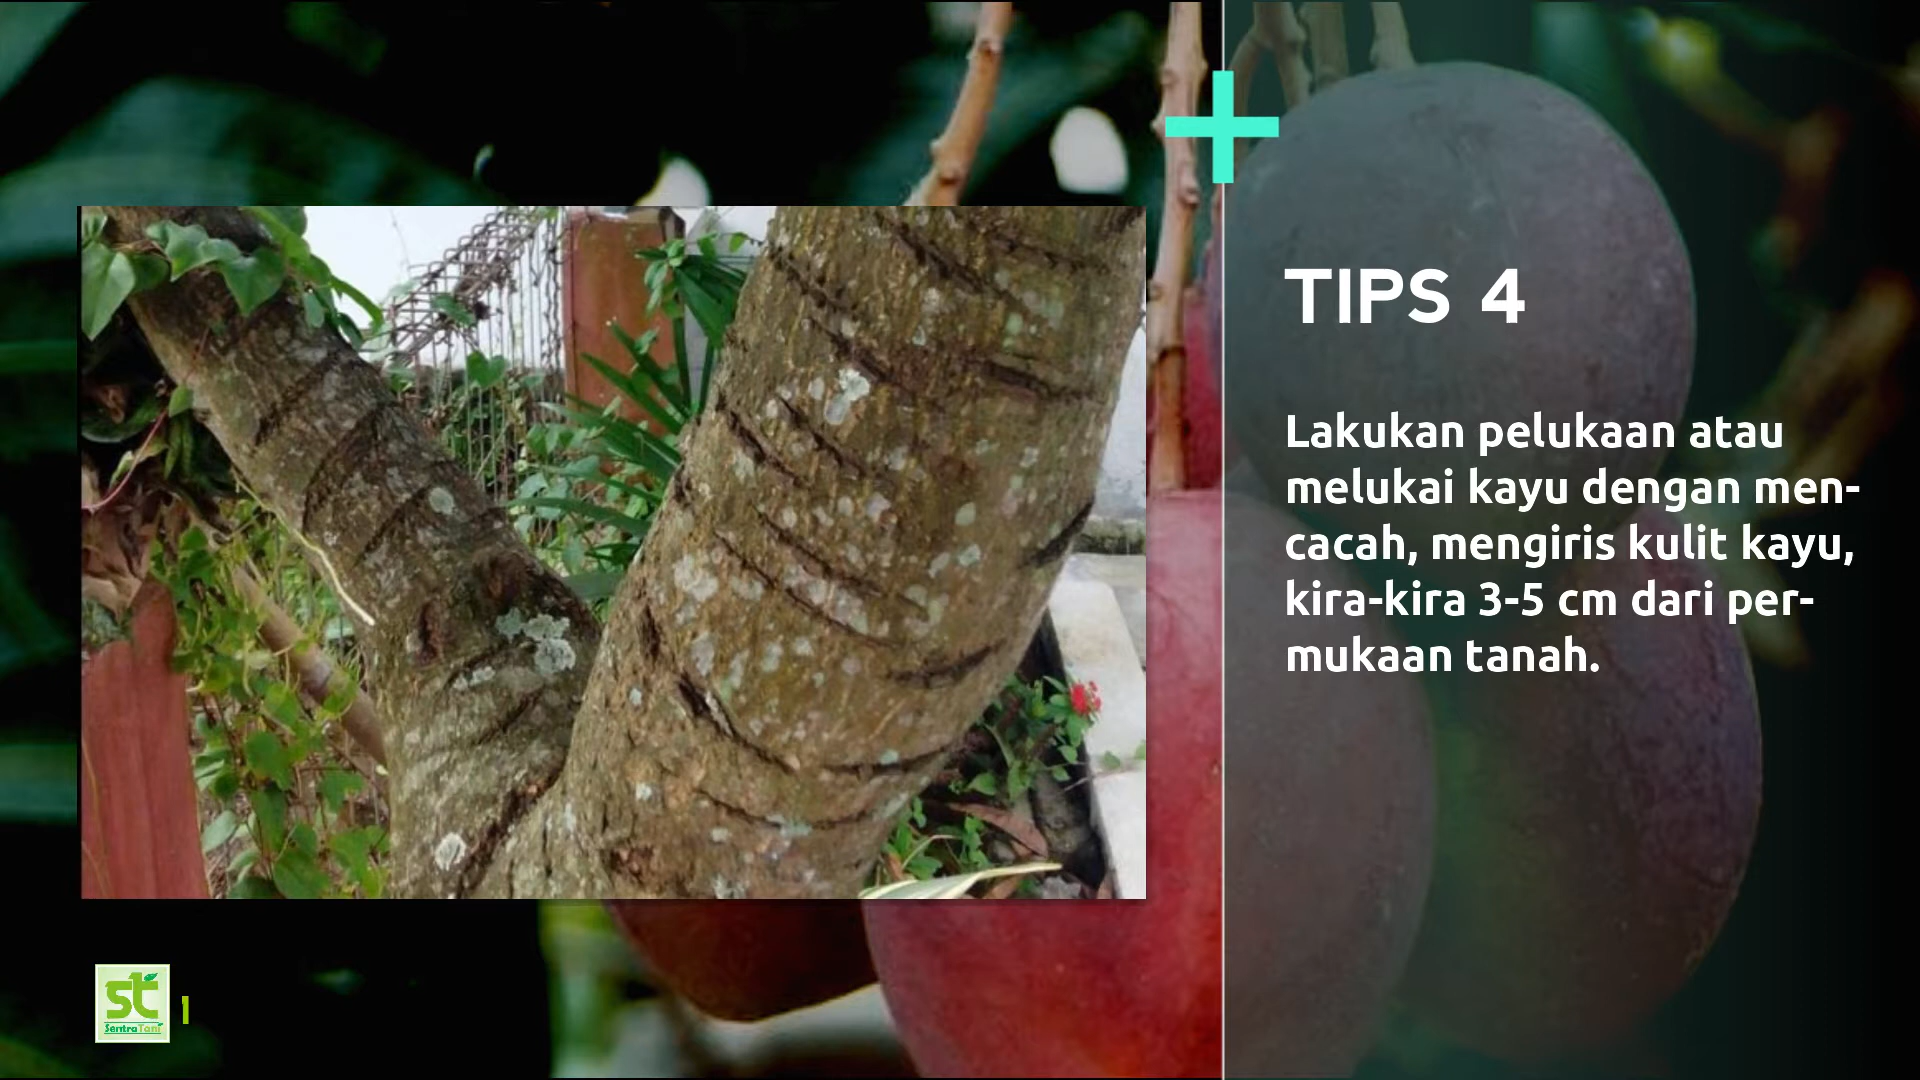 TIPS 4
Lakukan pelukaan atau
melukai kayu dengan men-
cacah, mengiris kulit kayu,
kira-kira 3-5 cm dari per-
mukaan tanah.
st
SentraTani